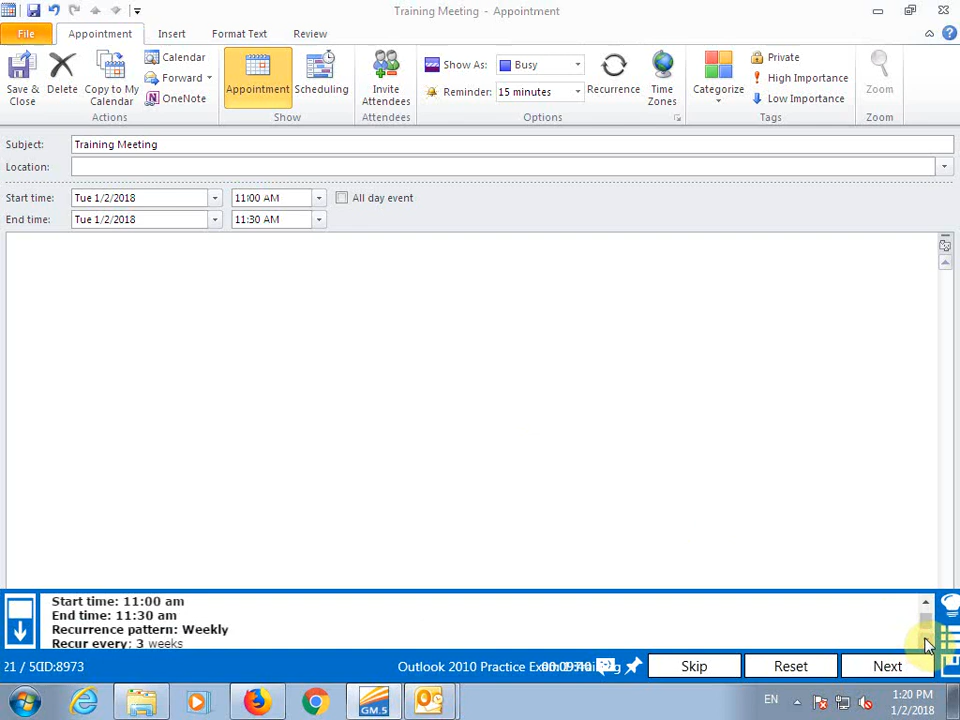 Training Meeting - Appointment
File Appointment Insert Format Text Review
Save & Close
Delete
Copy to My Calendar
Calendar
Forward
OneNote
Actions
Appointment
Scheduling
Show
Invite Attendees
Attendees
Show As: Busy
Reminder: 15 minutes
Recurrence
Time Zones
Options
Categorize
Private
High Importance
Low Importance
Tags
Zoom
Zoom
Subject: Training Meeting
Location:
Start time: Tue 1/2/2018 11:00 AM All day event
End time: Tue 1/2/2018 11:30 AM
Start time: 11:00 am
End time: 11:30 am
Recurrence pattern: Weekly
Recur every: 3 weeks
21 / 50ID:8973 Outlook 2010 Practice Skip Reset Next
GM.5
EN
1:20 PM
1/2/2018